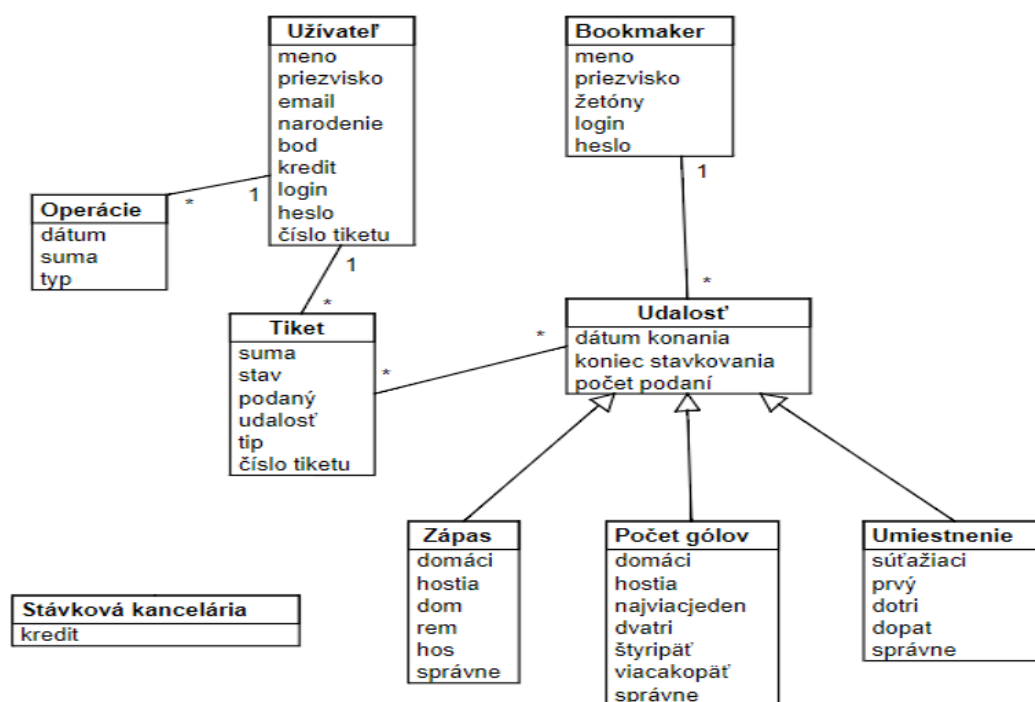 Užívateľ
meno
priezvisko
email
narodenie
bod
kredit
login
heslo
číslo tiketu
Bookmaker
meno
priezvisko
žetóny
login
heslo
1
*
1
Operácie
dátum
suma
typ
1
*
Tiket
suma
stav
podaný
udalosť
tip
číslo tiketu
*
*
*
Udalosť
dátum konania
koniec stavkovania
počet podaní
Zápas
domáci
hostia
dom
rem
hos
správne
Počet gólov
domáci
hostia
najviacjeden
dvatri
štyripäť
viacakopäť
správne
Umiestnenie
súťažiaci
prvý
dotri
dopat
správne
Stávková kancelária
kredit